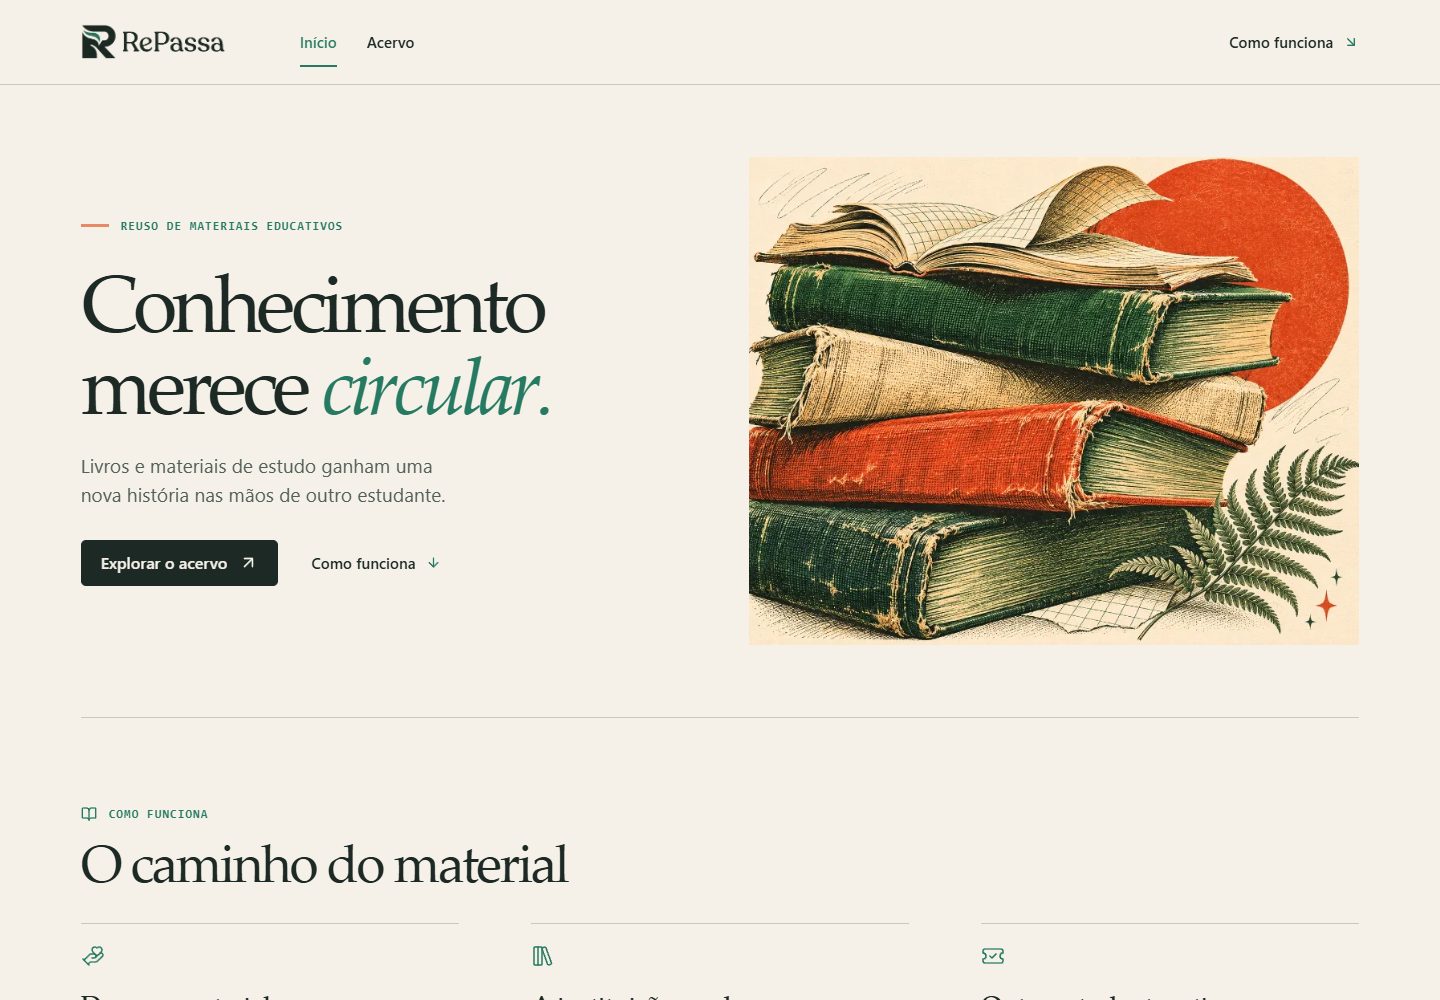 RePassa
Início
Acervo
Como funciona
REUSO DE MATERIAIS EDUCATIVOS
Conhecimento
merece circular.
Livros e materiais de estudo ganham uma
nova história nas mãos de outro estudante.
Explorar o acervo
Como funciona
COMO FUNCIONA
O caminho do material